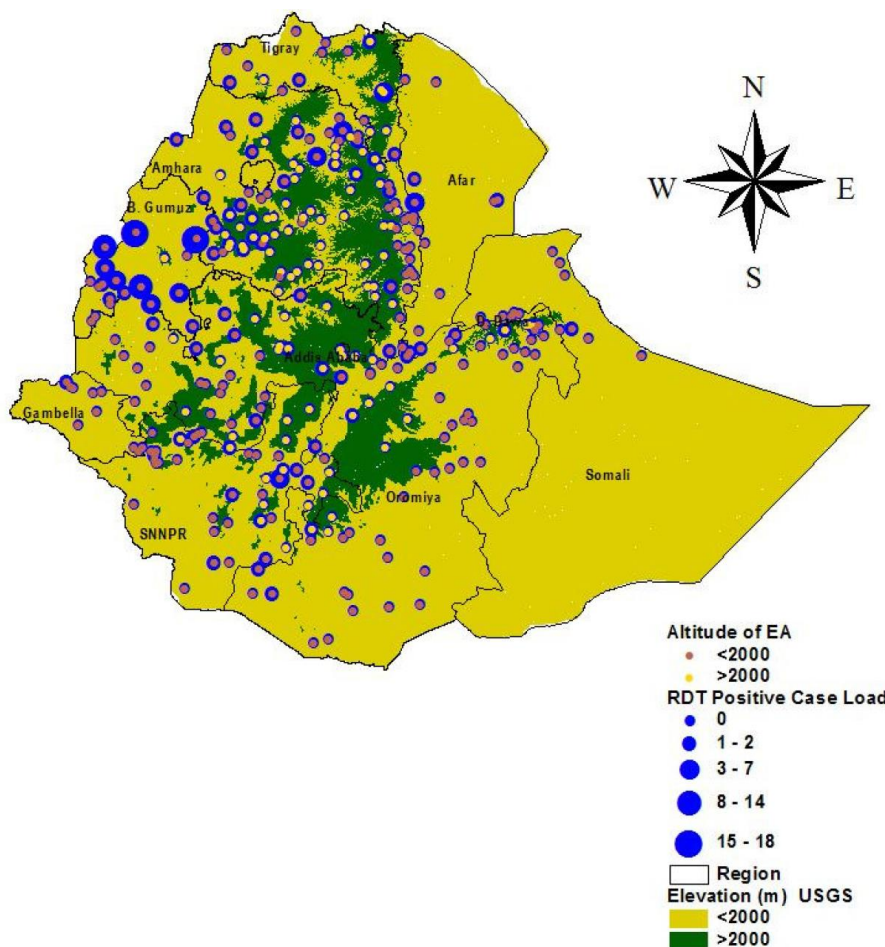 Tigray
N
Amhara
Afar
W
E
B. Gumuz
S
D. Diwa
Addis Ababa
Gambella
Somali
Oromiya
SNNPR
Altitude of EA
<2000
>2000
RDT Positive Case Load
0
1 - 2
3 - 7
8 - 14
15 - 18
Region
Elevation (m) USGS
<2000
>2000